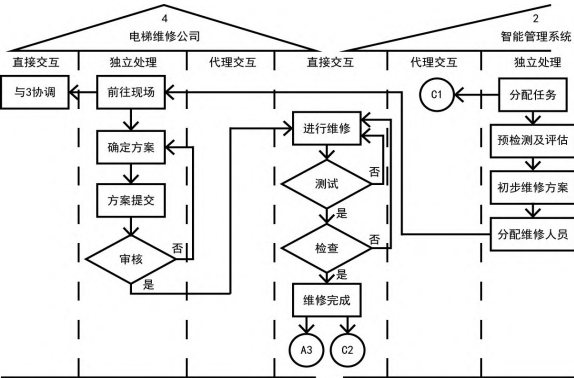 4
电梯维修公司
2
智能管理系统
直接交互
独立处理
代理交互
直接交互
代理交互
独立处理
与3协调
前往现场
C1
分配任务
进行维修
预检测及评估
确定方案
否
测试
初步维修方案
方案提交
是
分配维修人员
否
检查
否
审核
是
是
维修完成
A3
C2